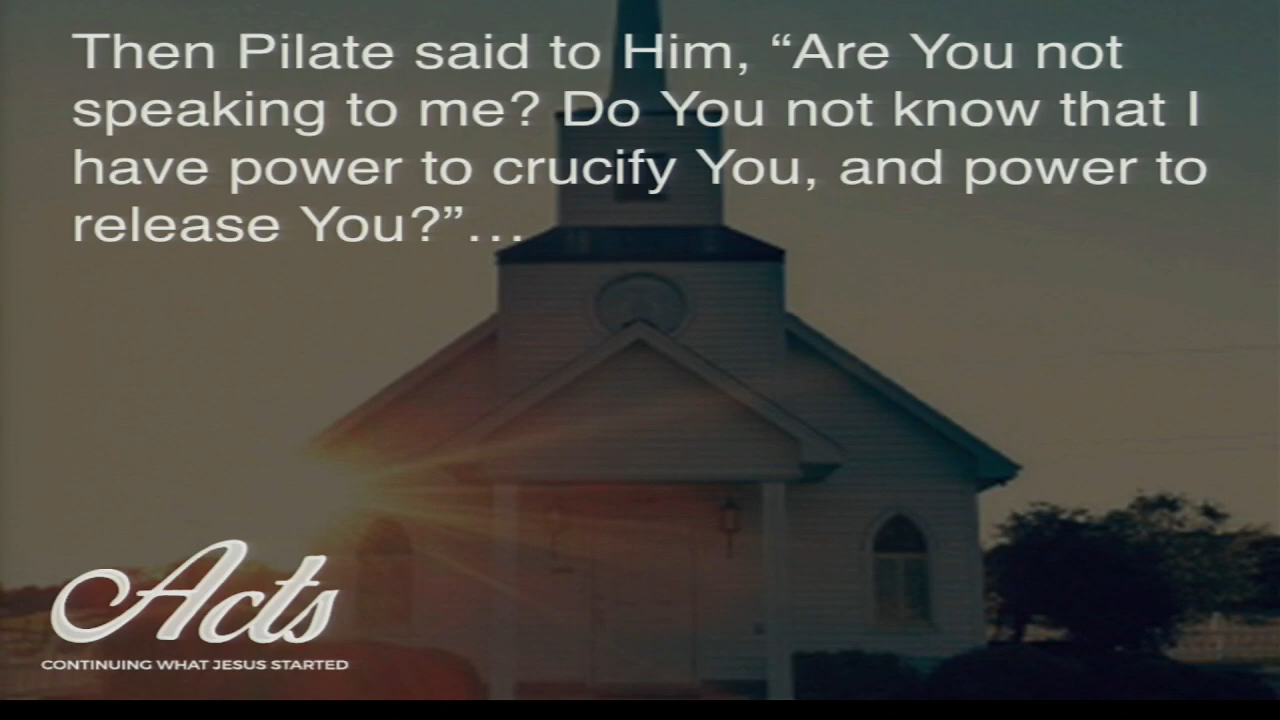 Then Pilate said to Him, “Are You not
speaking to me? Do You not know that I
have power to crucify You, and power to
release You?”…
Acts
CONTINUING WHAT JESUS STARTED